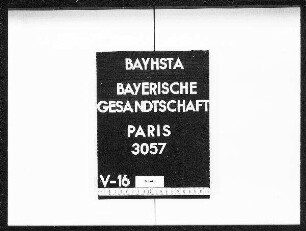 BAYHSTA
BAYERISCHE
GESANDTSCHAFT
PARIS
3057
V-16